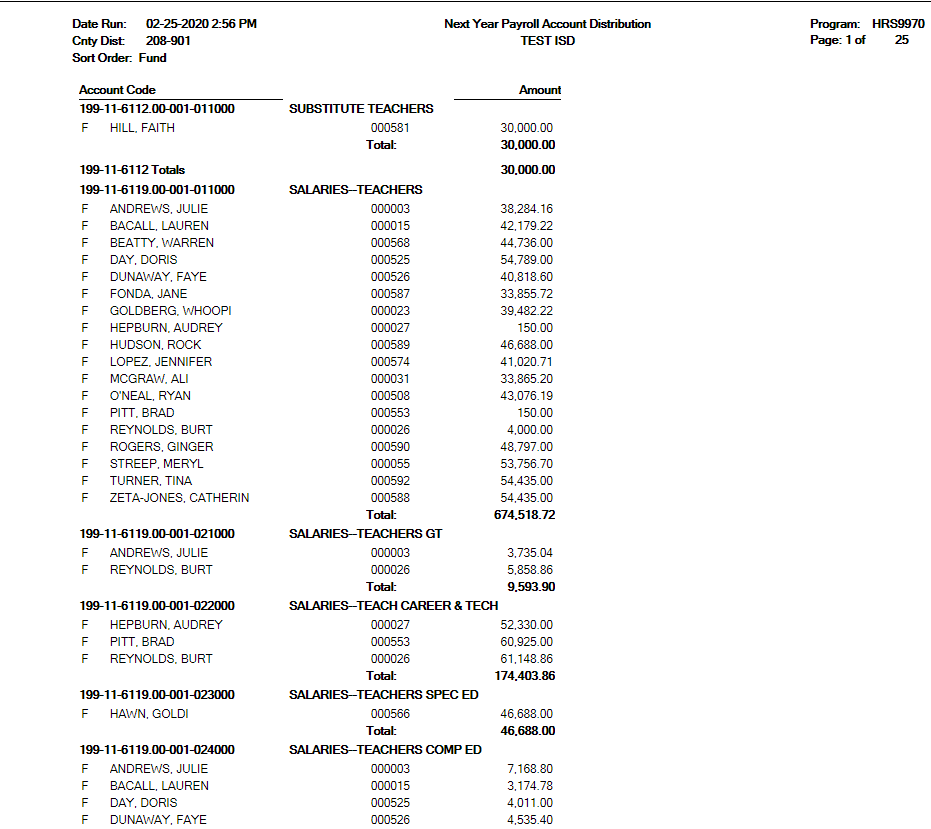 Date Run: 02-25-2020 2:56 PM Next Year Payroll Account Distribution Program: HRS9970
Cnty Dist: 208-901 TEST ISD Page: 1 of 25
Sort Order: Fund
Account Code Amount
199-11-6112.00-001-011000 SUBSTITUTE TEACHERS
F HILL, FAITH 000581 30,000.00
Total: 30,000.00
199-11-6112 Totals 30,000.00
199-11-6119.00-001-011000 SALARIES--TEACHERS
F ANDREWS, JULIE 000003 38,284.16
F BACALL, LAUREN 000015 42,179.22
F BEATTY, WARREN 000568 44,736.00
F DAY, DORIS 000525 54,789.00
F DUNAWAY, FAYE 000526 40,818.60
F FONDA, JANE 000587 33,855.72
F GOLDBERG, WHOOPI 000023 39,482.22
F HEPBURN, AUDREY 000027 150.00
F HUDSON, ROCK 000589 46,688.00
F LOPEZ, JENNIFER 000574 41,020.71
F MCGRAW, ALI 000031 33,865.20
F O'NEAL, RYAN 000508 43,076.19
F PITT, BRAD 000553 150.00
F REYNOLDS, BURT 000026 4,000.00
F ROGERS, GINGER 000590 48,797.00
F STREEP, MERYL 000055 53,756.70
F TURNER, TINA 000592 54,435.00
F ZETA-JONES, CATHERIN 000588 54,435.00
Total: 674,518.72
199-11-6119.00-001-021000 SALARIES--TEACHERS GT
F ANDREWS, JULIE 000003 3,735.04
F REYNOLDS, BURT 000026 5,858.86
Total: 9,593.90
199-11-6119.00-001-022000 SALARIES--TEACH CAREER & TECH
F HEPBURN, AUDREY 000027 52,330.00
F PITT, BRAD 000553 60,925.00
F REYNOLDS, BURT 000026 61,148.86
Total: 174,403.86
199-11-6119.00-001-023000 SALARIES--TEACHERS SPEC ED
F HAWN, GOLDI 000566 46,688.00
Total: 46,688.00
199-11-6119.00-001-024000 SALARIES--TEACHERS COMP ED
F ANDREWS, JULIE 000003 7,168.80
F BACALL, LAUREN 000015 3,174.78
F DAY, DORIS 000525 4,011.00
F DUNAWAY, FAYE 000526 4,535.40